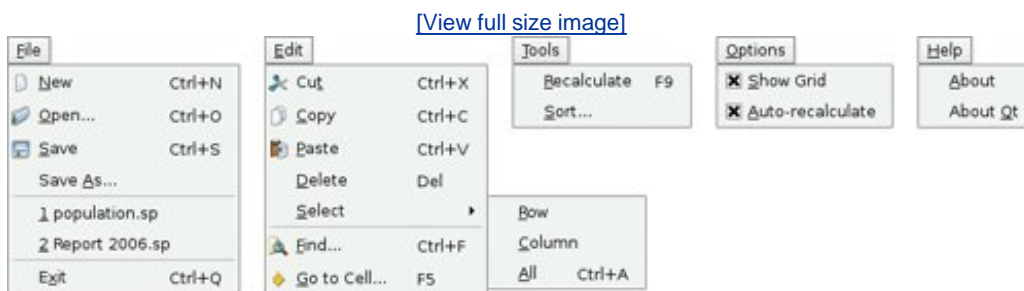 [View full size image]
File
New Ctrl+N
Open... Ctrl+O
Save Ctrl+S
Save As...
1 population.sp
2 Report 2006.sp
Exit Ctrl+Q
Edit
Cut Ctrl+X
Copy Ctrl+C
Paste Ctrl+V
Delete Del
Select
Find... Ctrl+F
Go to Cell... F5
Row
Column
All Ctrl+A
Tools
Recalculate F9
Sort...
Options
Show Grid
Auto-recalculate
Help
About
About Qt